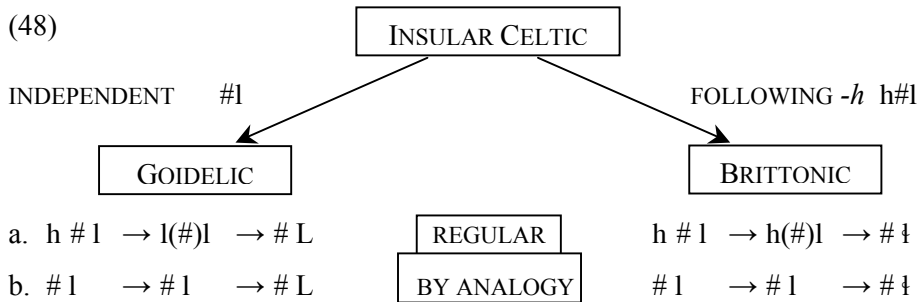 (48)
INSULAR CELTIC
INDEPENDENT #l FOLLOWING -h h#l
GOIDELIC BRITTONIC
a. h # l → l(#)l → # L REGULAR h # l → h(#)l → # ɬ
b. # l → # l → # L BY ANALOGY # l → # l → # ɬ